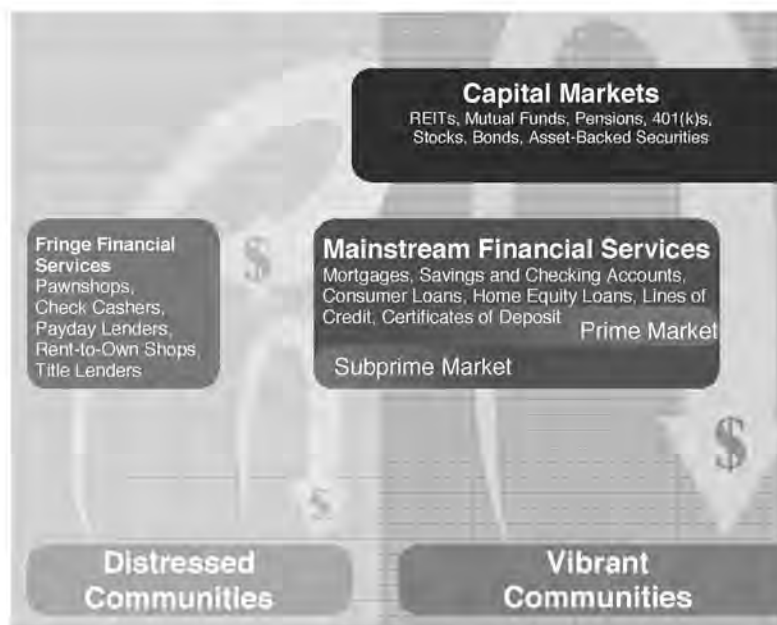 Capital Markets
REITs, Mutual Funds, Pensions, 401(k)s,
Stocks, Bonds, Asset-Backed Securities
Fringe Financial
Services
Pawnshops,
Check Cashers,
Payday Lenders,
Rent-to-Own Shops,
Title Lenders
$
Mainstream Financial Services
Mortgages, Savings and Checking Accounts,
Consumer Loans, Home Equity Loans, Lines of
Credit, Certificates of Deposit
Prime Market
Subprime Market
$
$
Distressed
Communities
Vibrant
Communities